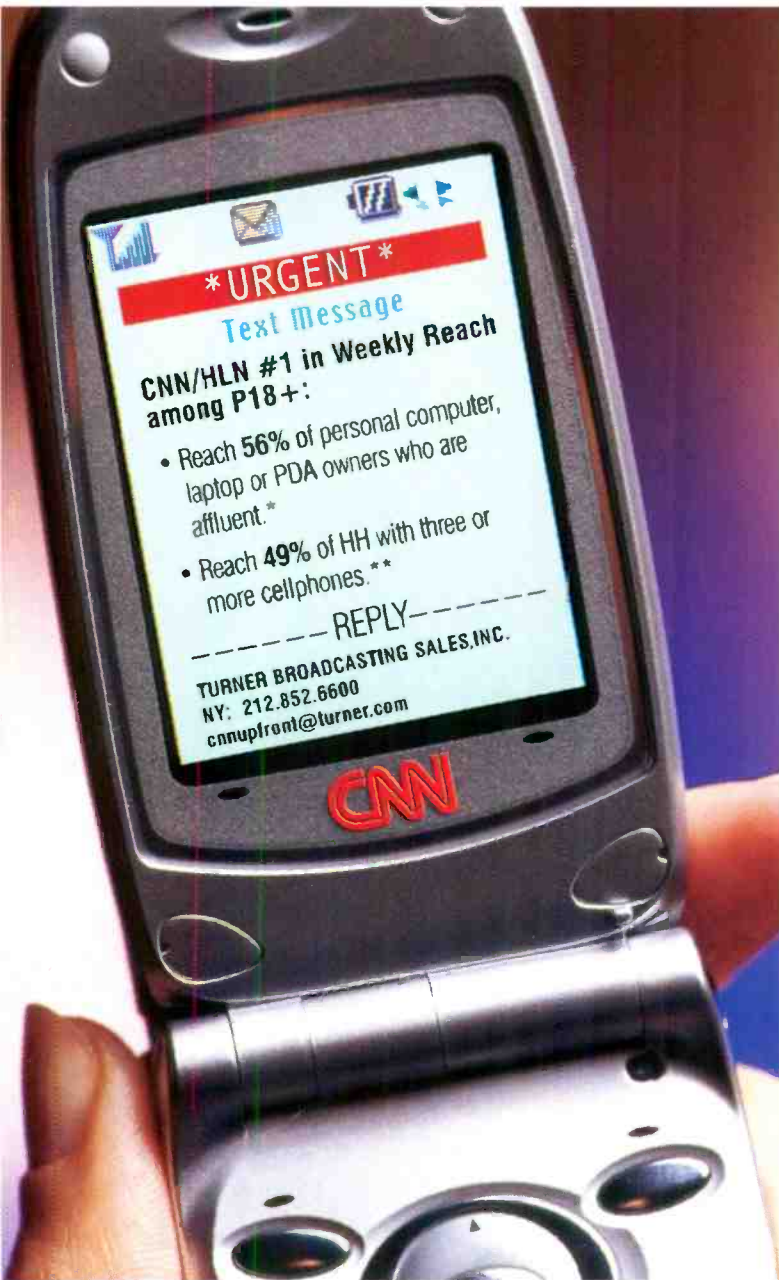 *URGENT*
Text Message
CNN/HLN #1 in Weekly Reach
among P18+:
• Reach 56% of personal computer,
laptop or PDA owners who are
affluent.*
• Reach 49% of HH with three or
more cellphones.**
------REPLY------
TURNER BROADCASTING SALES,INC.
NY: 212.852.6600
cnnupfront@turner.com
CNN